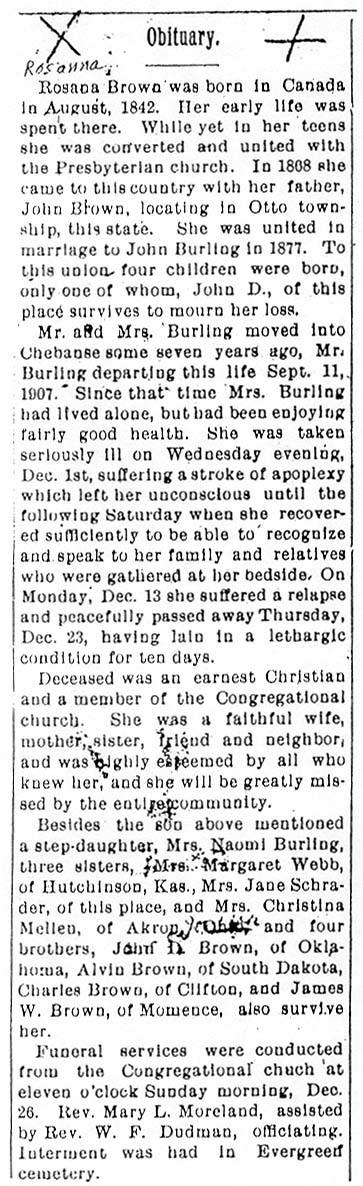 Obituary.
Rosanna
Rosana Brown was born in Canada
in August, 1842. Her early life was
spent there. While yet in her teens
she was converted and united with
the Presbyterian church. In 1868 she
came to this country with her father,
John Brown, locating in Otto town-
ship, this state. She was united in
marriage to John Burling in 1877. To
this union four children were born,
only one of whom, John D., of this
place survives to mourn her loss.
Mr. and Mrs. Burling moved into
Chebanse some seven years ago, Mr.
Burling departing this life Sept. 11,
1907. Since that time Mrs. Burling
had lived alone, but had been enjoying
fairly good health. She was taken
seriously ill on Wednesday evening,
Dec. 1st, suffering a stroke of apoplexy
which left her unconscious until the
following Saturday when she recover-
ed sufficiently to be able to recognize
and speak to her family and relatives
who were gathered at her bedside. On
Monday, Dec. 13 she suffered a relapse
and peacefully passed away Thursday,
Dec. 23, having lain in a lethargic
condition for ten days.
Deceased was an earnest Christian
and a member of the Congregational
church. She was a faithful wife,
mother, sister, friend and neighbor,
and was highly esteemed by all who
knew her, and she will be greatly mis-
sed by the entire community.
Besides the son above mentioned
a step-daughter, Mrs. Naomi Burling,
three sisters, Mrs. Margaret Webb,
of Hutchinson, Kas., Mrs. Jane Schra-
der, of this place, and Mrs. Christina
Mellen, of Akron, and four
brothers, John D. Brown, of Okla-
homa, Alvin Brown, of South Dakota,
Charles Brown, of Clifton, and James
W. Brown, of Momence, also survive
her.
Funeral services were conducted
from the Congregational chuch at
eleven o'clock Sunday morning, Dec.
26. Rev. Mary L. Moreland, assisted
by Rev. W. F. Dudman, officiating.
Interment was had in Evergreen
cemetery.